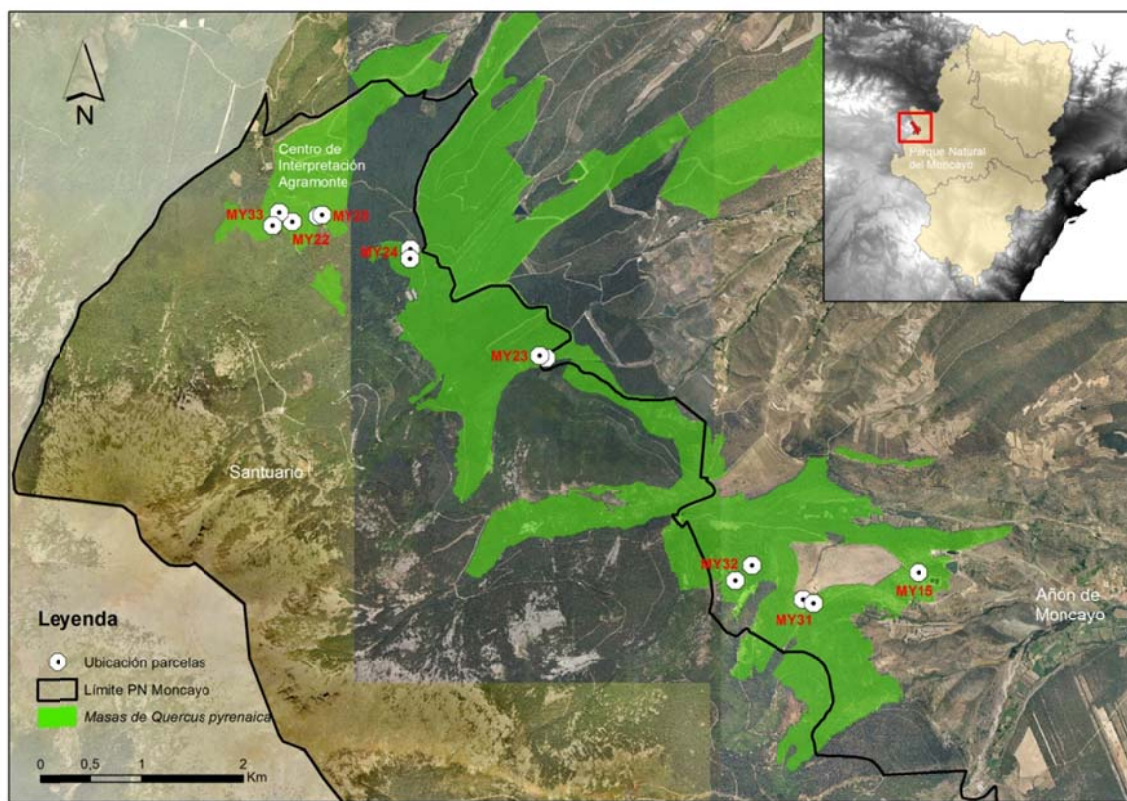 N
Centro de
Interpretación
Agramonte
MY33
MY22
MY24
MY23
Santuario
MY32
MY31
MY15
Añón de
Moncayo
Parque Natural
del Moncayo
Leyenda
Ubicación parcelas
Límite PN Moncayo
Masas de Quercus pyrenaica
0 0,5 1 2
Km